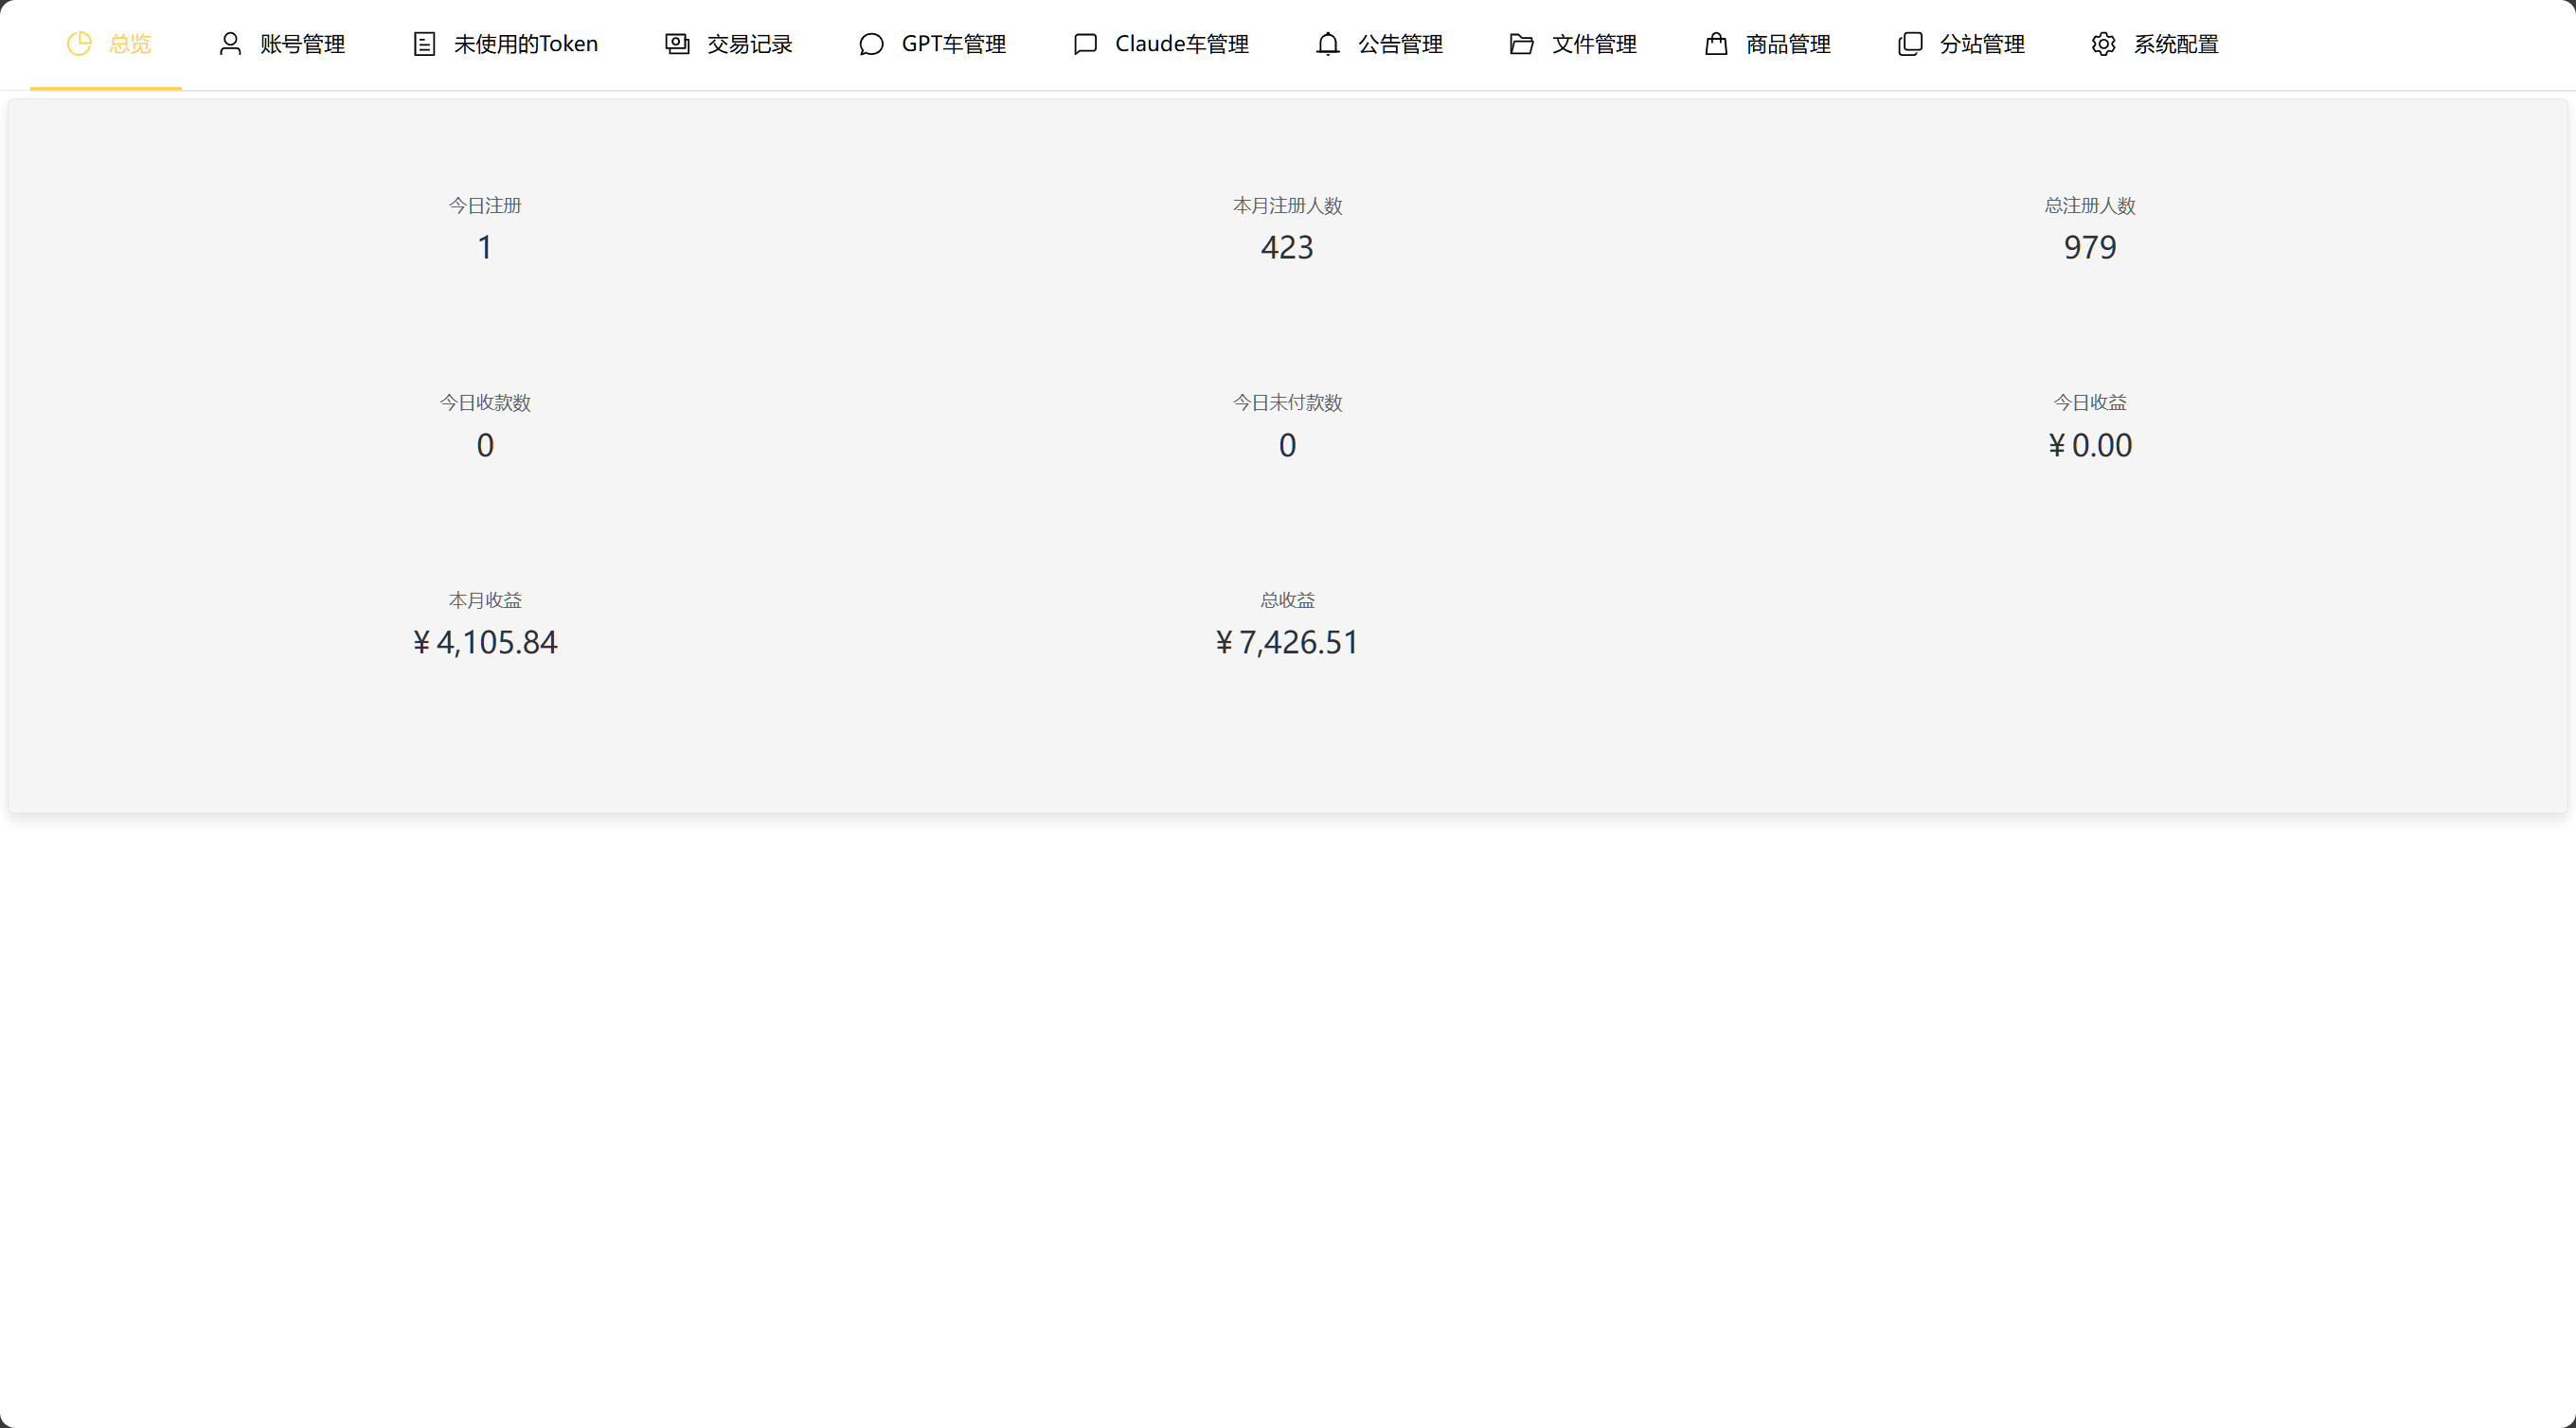 总览 账号管理 未使用的Token 交易记录 GPT车管理 Claude车管理 公告管理 文件管理 商品管理 分站管理 系统配置
今日注册 本月注册人数 总注册人数
1 423 979
今日收款数 今日未付款数 今日收益
0 0 ¥ 0.00
本月收益 总收益
¥ 4,105.84 ¥ 7,426.51